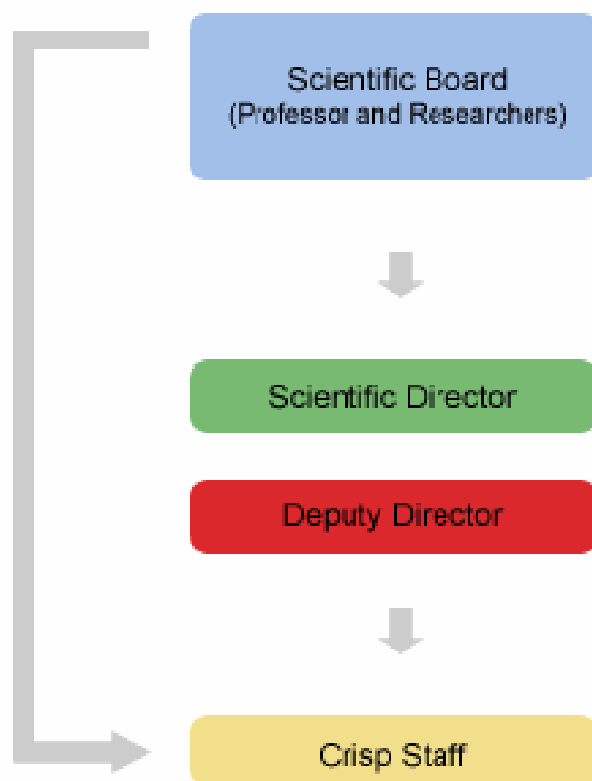 Scientific Board
(Professor and Researchers)
Scientific Director
Deputy Director
Crisp Staff